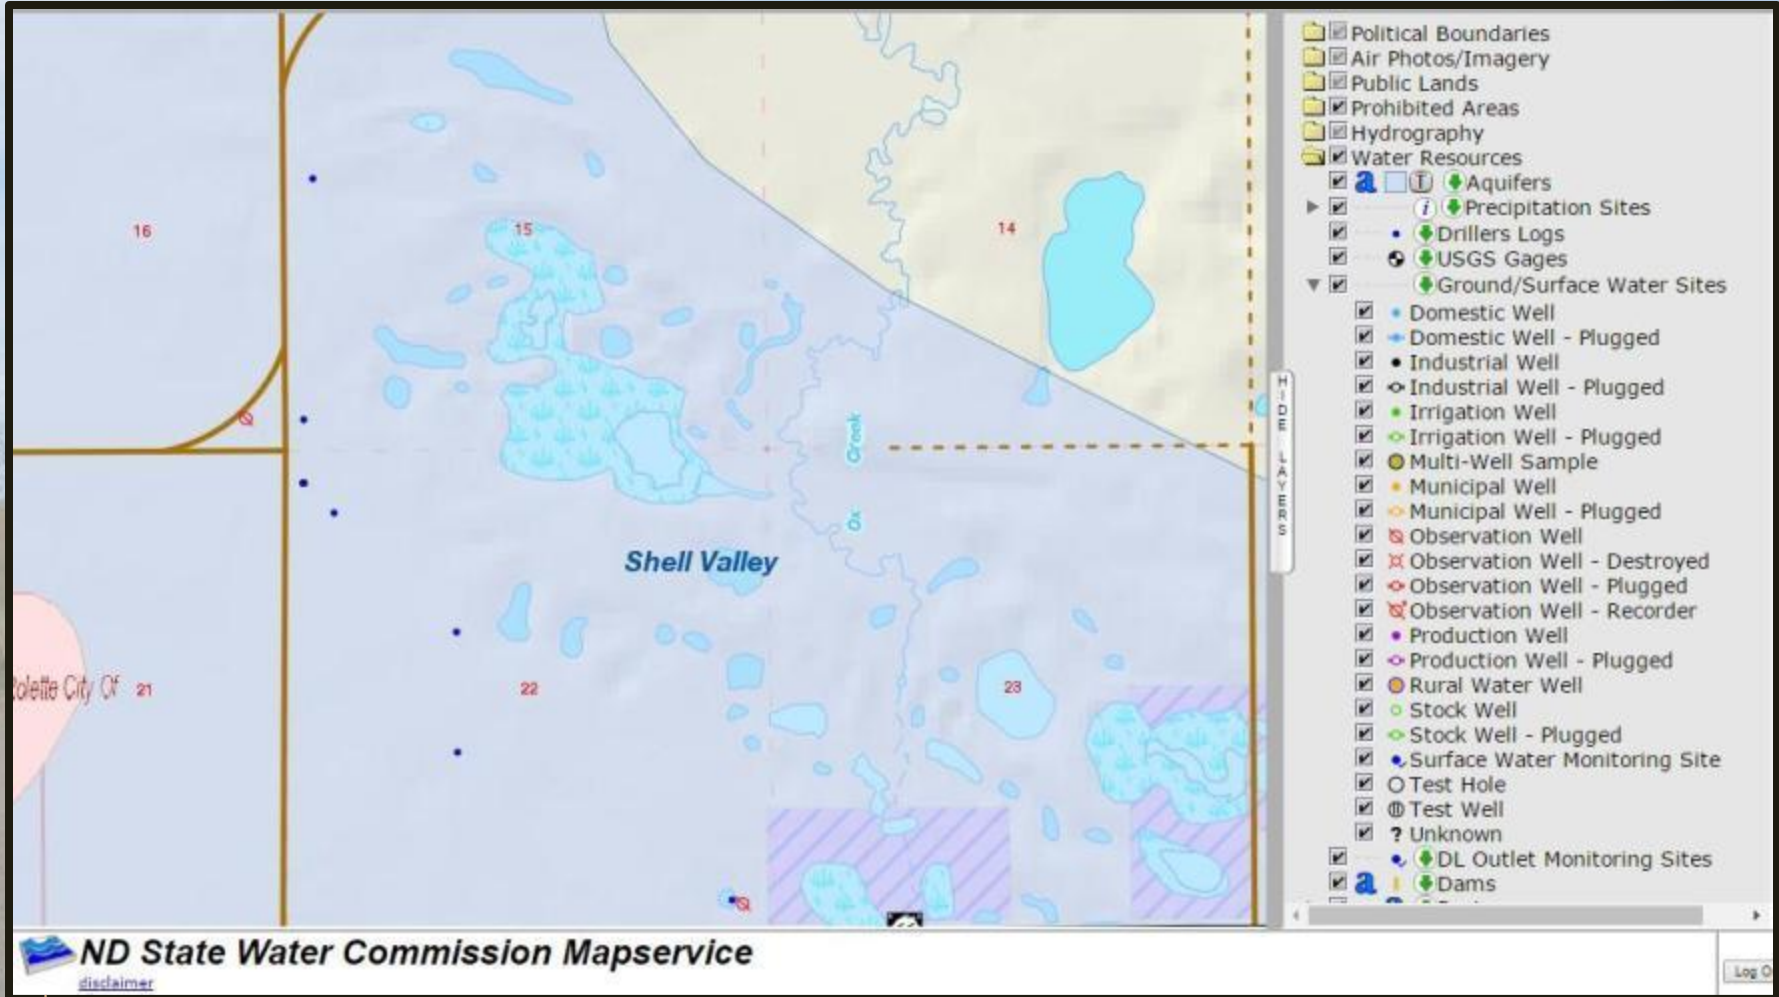 16
15
14
Creek
Ox
Shell Valley
Rolette City Of
21
22
23
HIDE LAYERS
Political Boundaries
Air Photos/Imagery
Public Lands
Prohibited Areas
Hydrography
Water Resources
a T Aquifers
i Precipitation Sites
Drillers Logs
USGS Gages
Ground/Surface Water Sites
Domestic Well
Domestic Well - Plugged
Industrial Well
Industrial Well - Plugged
Irrigation Well
Irrigation Well - Plugged
Multi-Well Sample
Municipal Well
Municipal Well - Plugged
Observation Well
Observation Well - Destroyed
Observation Well - Plugged
Observation Well - Recorder
Production Well
Production Well - Plugged
Rural Water Well
Stock Well
Stock Well - Plugged
Surface Water Monitoring Site
Test Hole
Test Well
? Unknown
DL Outlet Monitoring Sites
a Dams
ND State Water Commission Mapservice
disclaimer
Log O